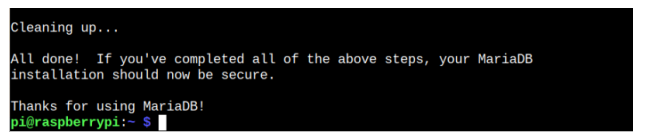 Cleaning up...
All done!  If you've completed all of the above steps, your MariaDB
installation should now be secure.
Thanks for using MariaDB!
pi@raspberrypi:~ $